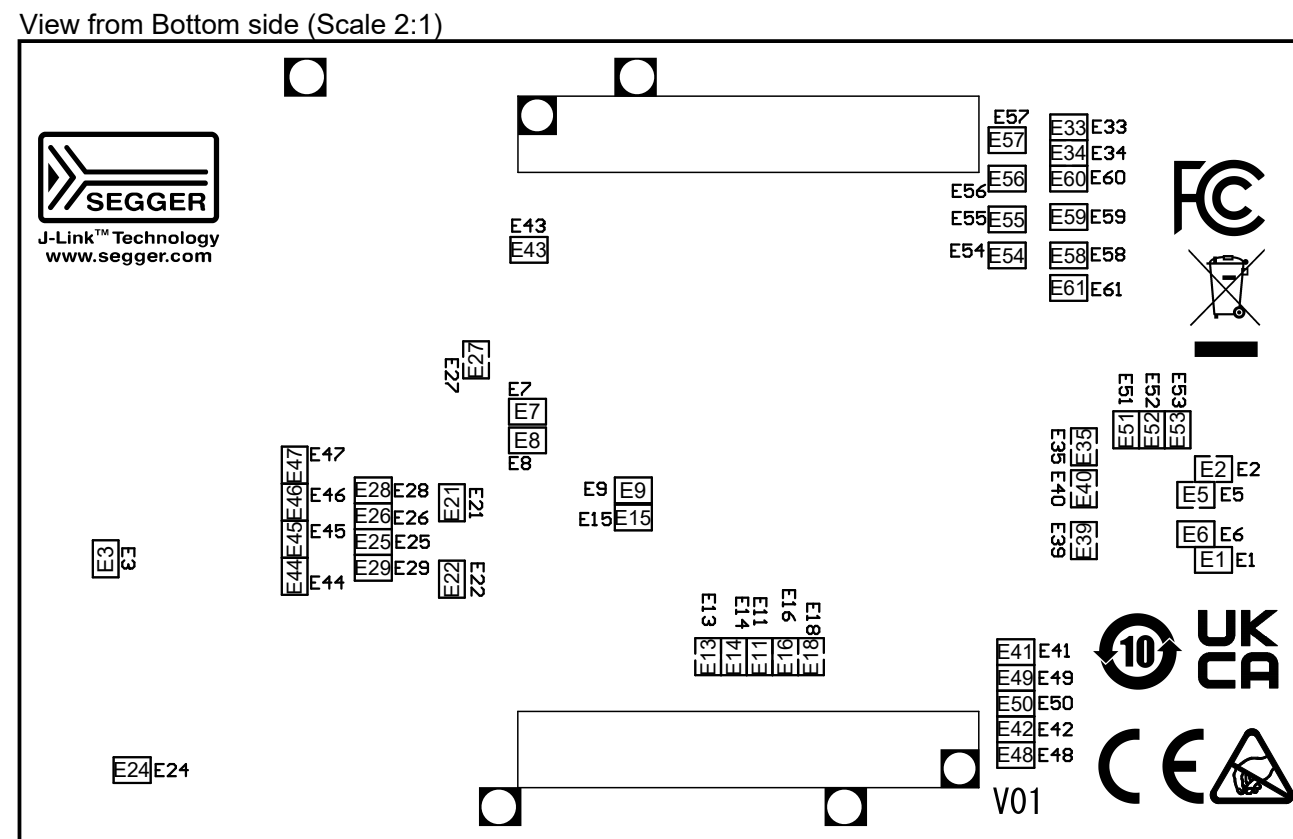 View from Bottom side (Scale 2:1)
SEGGER
J-Link™ Technology
www.segger.com
E57
E57
E33 E33
E34 E34
E56 E56
E60 E60
E55 E55
E59 E59
E54 E54
E58 E58
E61 E61
FC
E43
E43
E27 E27
E7
E7
E8
E8
E51 E52 E53
E51 E52 E53
E35 E35
E40 E40
E39 E39
E2 E2
E5 E5
E6 E6
E1 E1
E47 E47
E46 E46
E45 E45
E44 E44
E28 E28
E26 E26
E25 E25
E29 E29
E21 E21
E22 E22
E9 E9
E15 E15
E3 E3
E13 E14 E11 E16 E18
E13 E14 E11 E16 E18
E41 E41
E49 E49
E50 E50
E42 E42
E48 E48
10
UK
CA
CE
E24 E24
V01